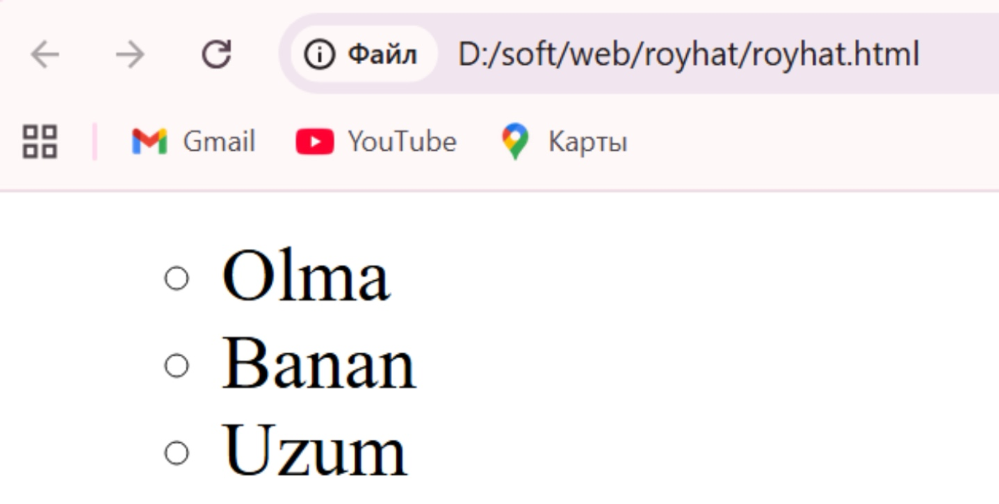 Файл D:/soft/web/royhat/royhat.html
Gmail YouTube Карты
Olma
Banan
Uzum